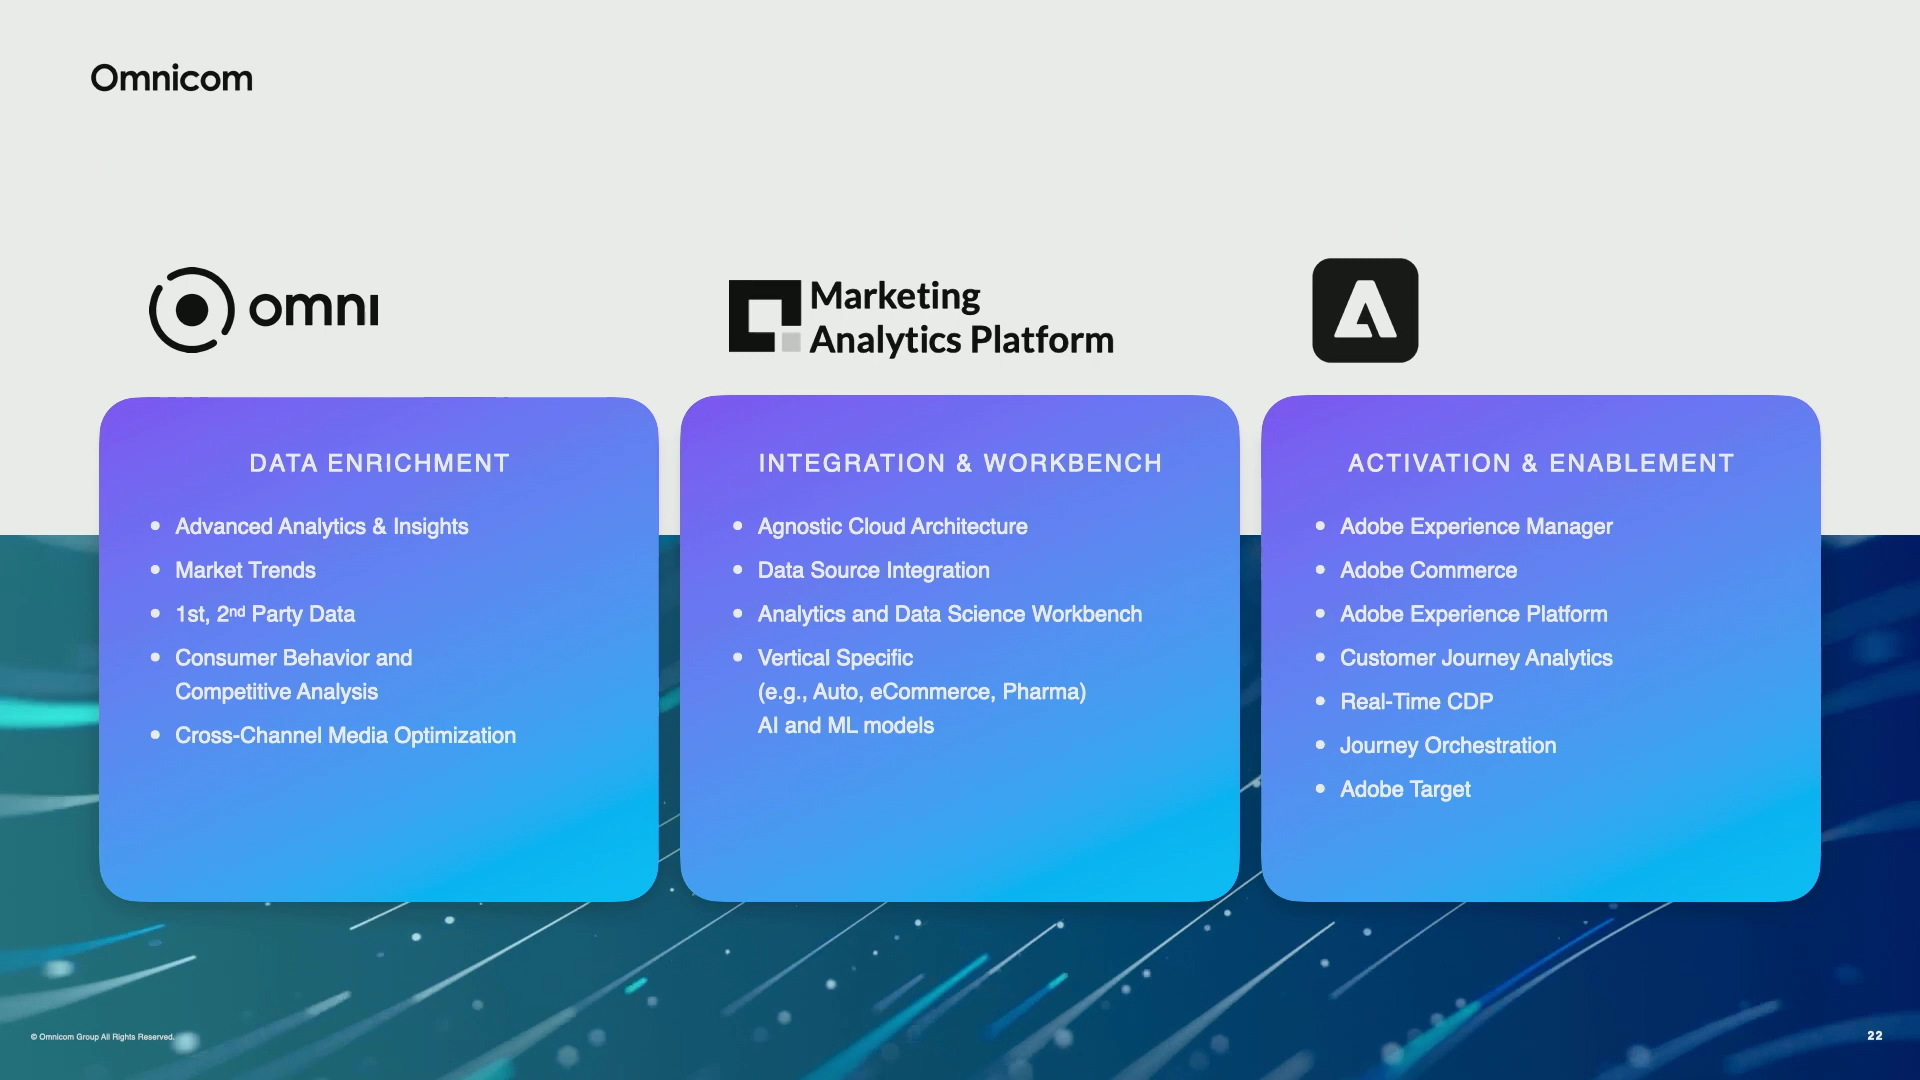 Omnicom
omni
Marketing
Analytics Platform
DATA ENRICHMENT
• Advanced Analytics & Insights
• Market Trends
• 1st, 2nd Party Data
• Consumer Behavior and
Competitive Analysis
• Cross-Channel Media Optimization
INTEGRATION & WORKBENCH
• Agnostic Cloud Architecture
• Data Source Integration
• Analytics and Data Science Workbench
• Vertical Specific
(e.g., Auto, eCommerce, Pharma)
AI and ML models
ACTIVATION & ENABLEMENT
• Adobe Experience Manager
• Adobe Commerce
• Adobe Experience Platform
• Customer Journey Analytics
• Real-Time CDP
• Journey Orchestration
• Adobe Target
© Omnicom Group All Rights Reserved.
22